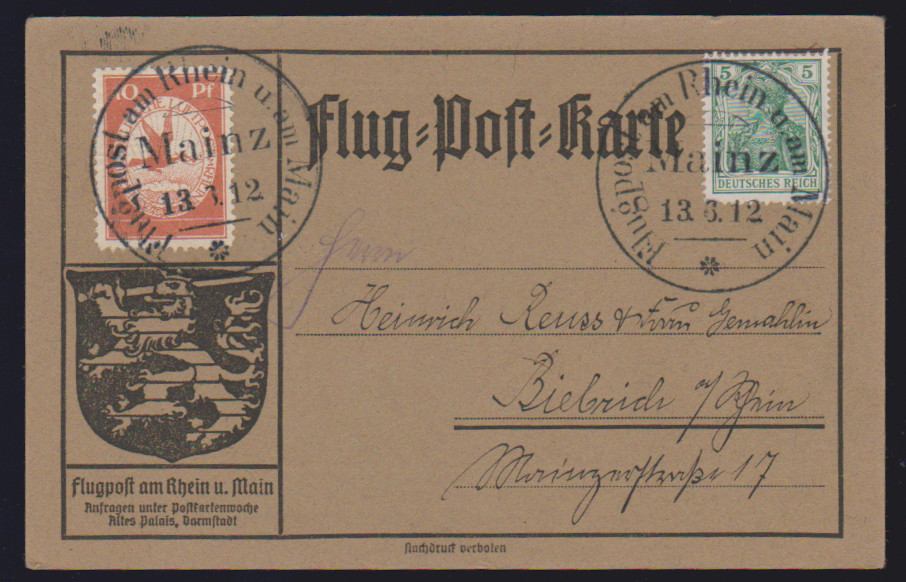 10 Pf
Flugpost am Rhein u. am Main
Mainz
13.6.12
Flug-Post-Karte
5 5
DEUTSCHES REICH
Flugpost am Rhein u. am Main
Mainz
13.6.12
Herrn
Heinrich Reuss & Frau Gemahlin
Biebrich a/Rhein
Mainzerstraße 17
Flugpost am Rhein u. Main
Anfragen unter Postkartenwoche
Altes Palais, Darmstadt
Nachdruck verboten